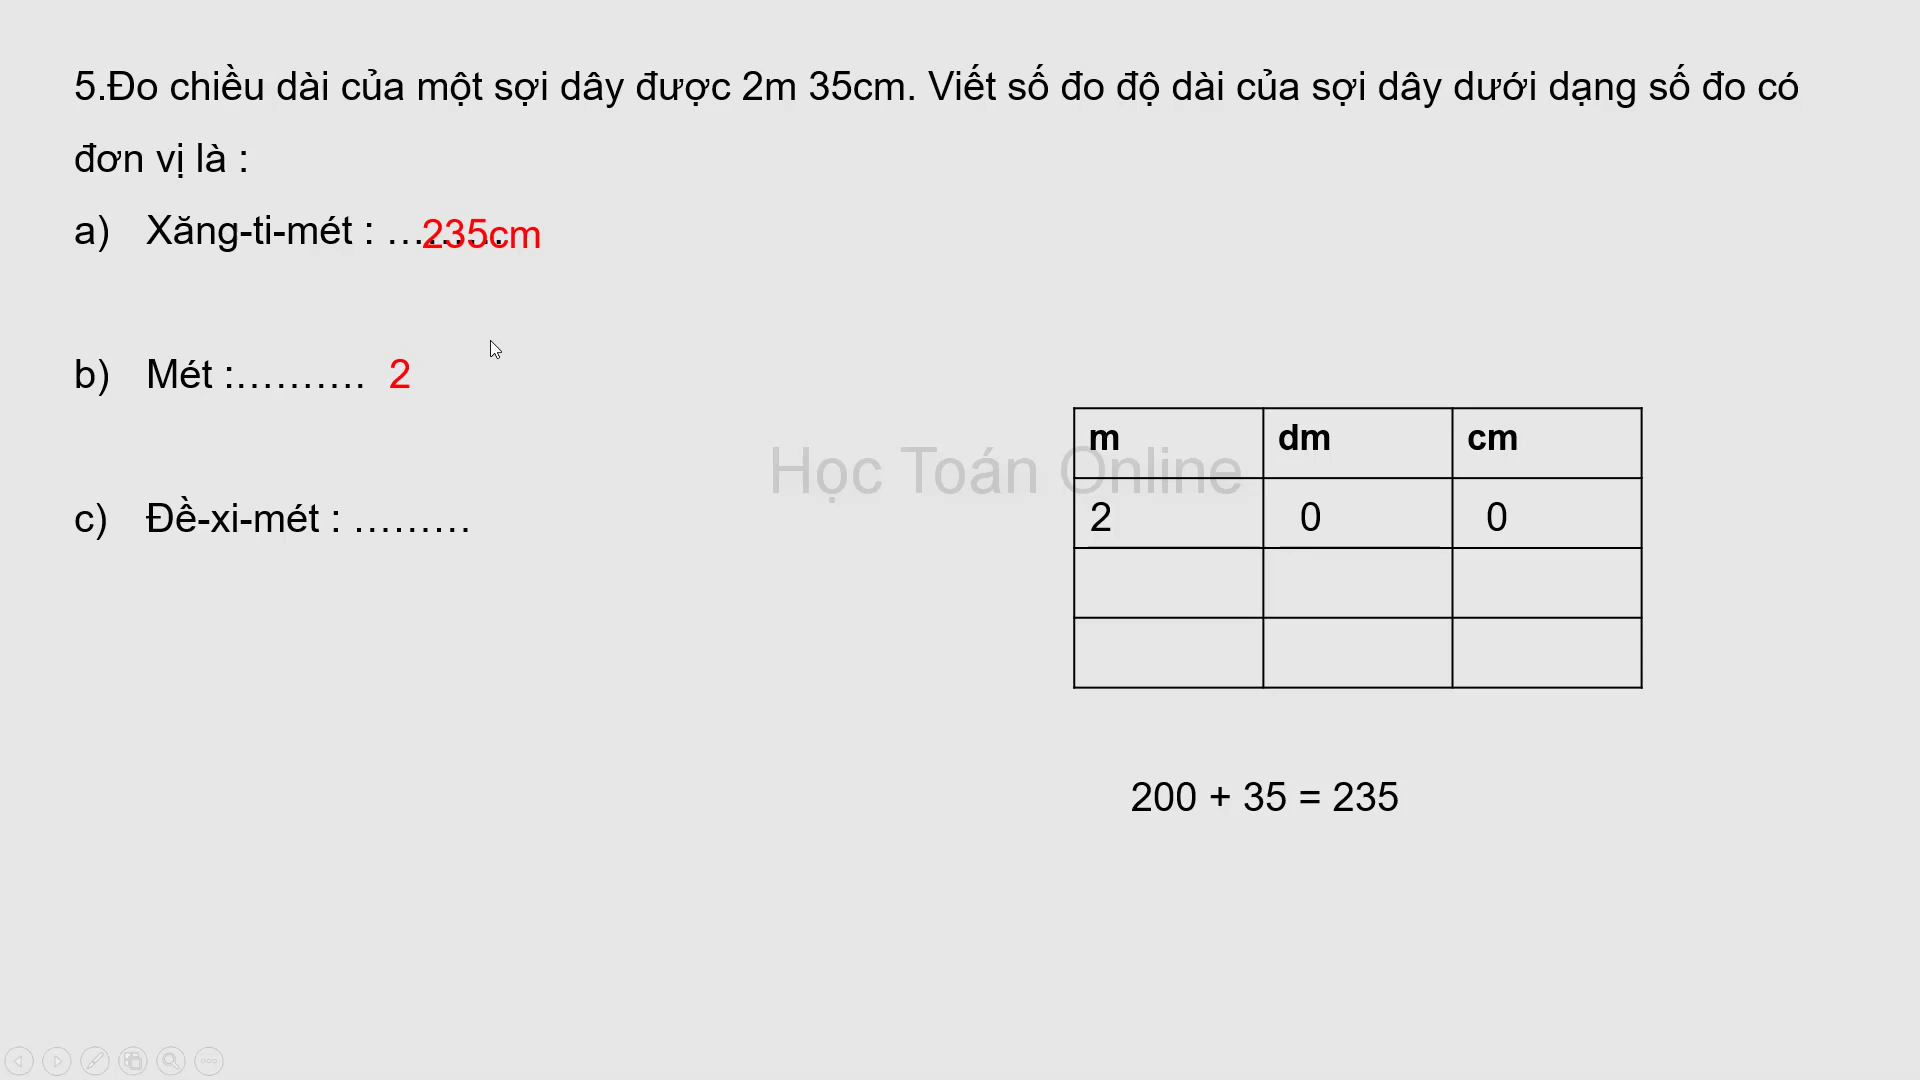 5.Đo chiều dài của một sợi dây được 2m 35cm. Viết số đo độ dài của sợi dây dưới dạng số đo có
đơn vị là :
a) Xăng-ti-mét : ……… 235cm
b) Mét :………. 2
c) Đề-xi-mét : ………
Học Toán Online
m dm cm
2 0 0
200 + 35 = 235